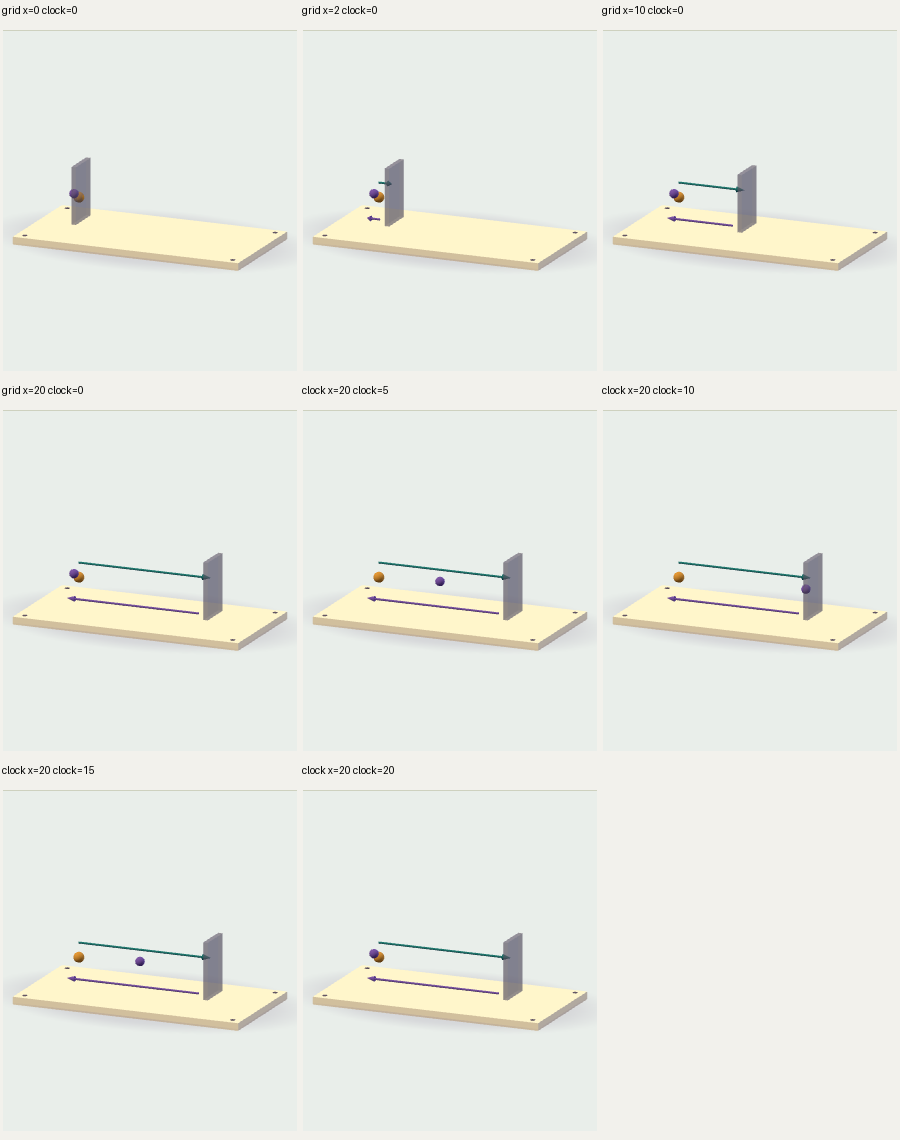 grid x=0 clock=0
grid x=2 clock=0
grid x=10 clock=0
grid x=20 clock=0
clock x=20 clock=5
clock x=20 clock=10
clock x=20 clock=15
clock x=20 clock=20